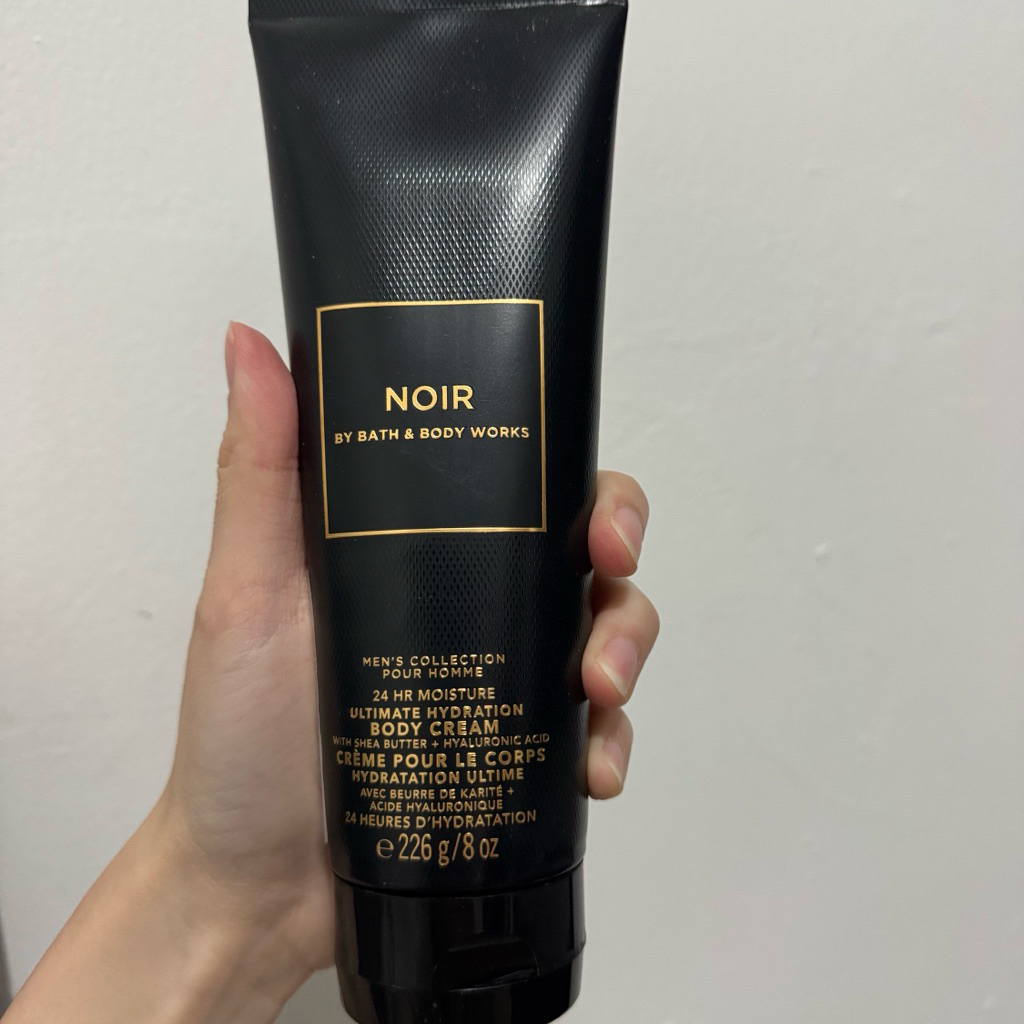 NOIR
BY BATH & BODY WORKS
MEN'S COLLECTION
POUR HOMME
24 HR MOISTURE
ULTIMATE HYDRATION
BODY CREAM
WITH SHEA BUTTER + HYALURONIC ACID
CRÈME POUR LE CORPS
HYDRATATION ULTIME
AVEC BEURRE DE KARITÉ +
ACIDE HYALURONIQUE
24 HEURES D'HYDRATATION
℮ 226 g/8 oz